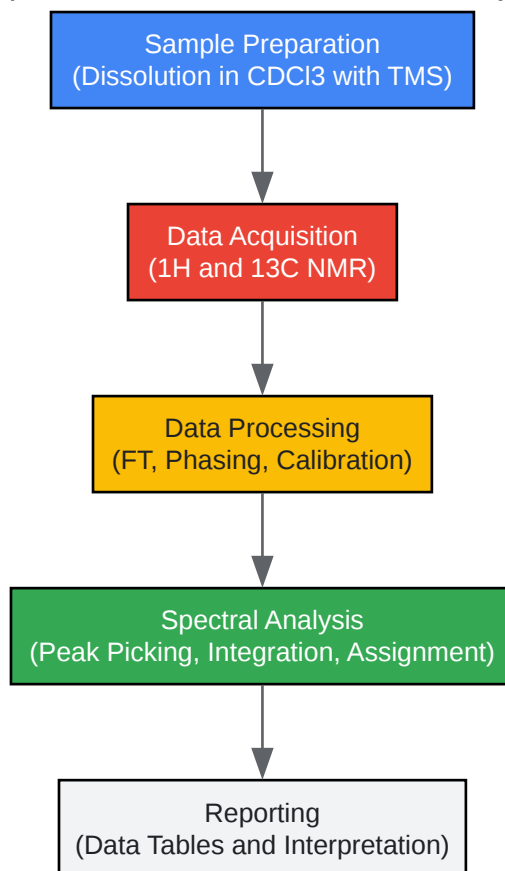 Sample Preparation
(Dissolution in CDCl3 with TMS)
Data Acquisition
(1H and 13C NMR)
Data Processing
(FT, Phasing, Calibration)
Spectral Analysis
(Peak Picking, Integration, Assignment)
Reporting
(Data Tables and Interpretation)